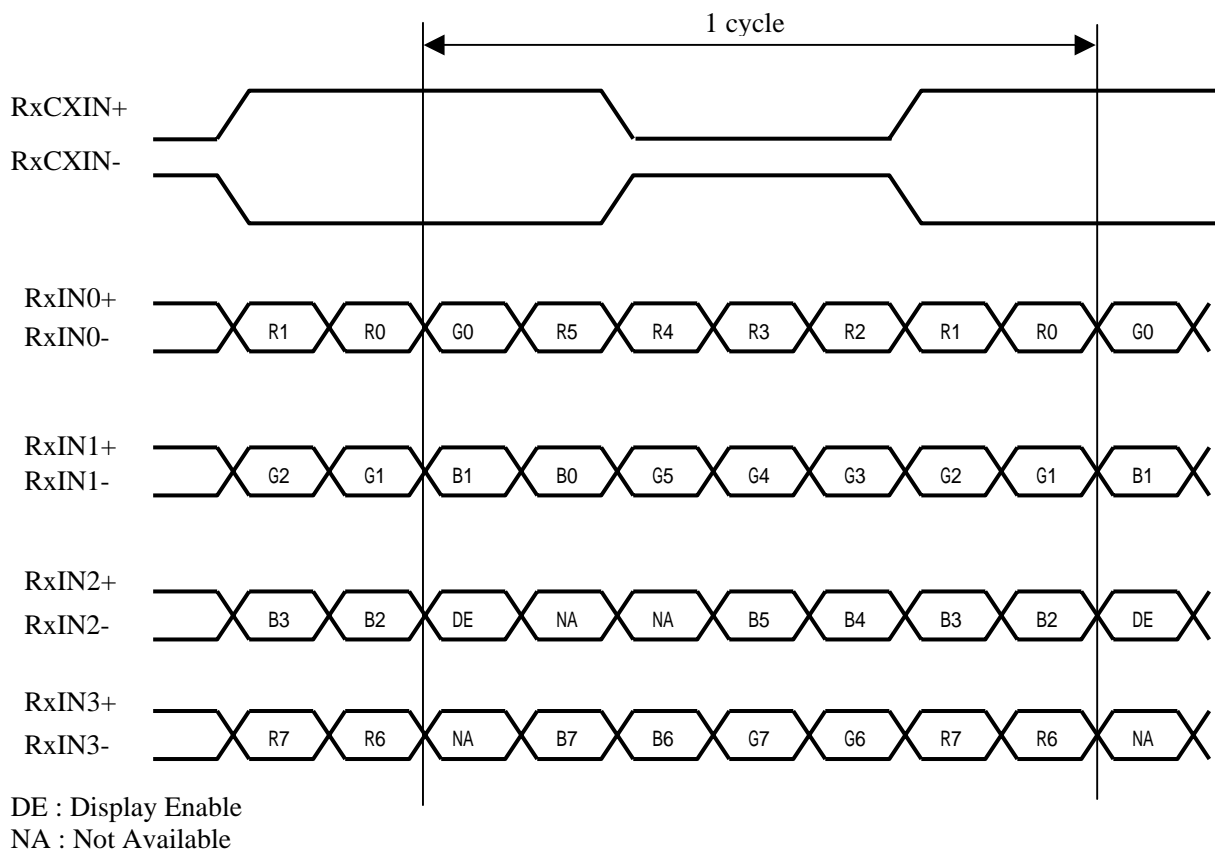 1 cycle
RxCXIN+
RxCXIN-
RxIN0+
RxIN0-
R1 R0 G0 R5 R4 R3 R2 R1 R0 G0
RxIN1+
RxIN1-
G2 G1 B1 B0 G5 G4 G3 G2 G1 B1
RxIN2+
RxIN2-
B3 B2 DE NA NA B5 B4 B3 B2 DE
RxIN3+
RxIN3-
R7 R6 NA B7 B6 G7 G6 R7 R6 NA
DE : Display Enable
NA : Not Available